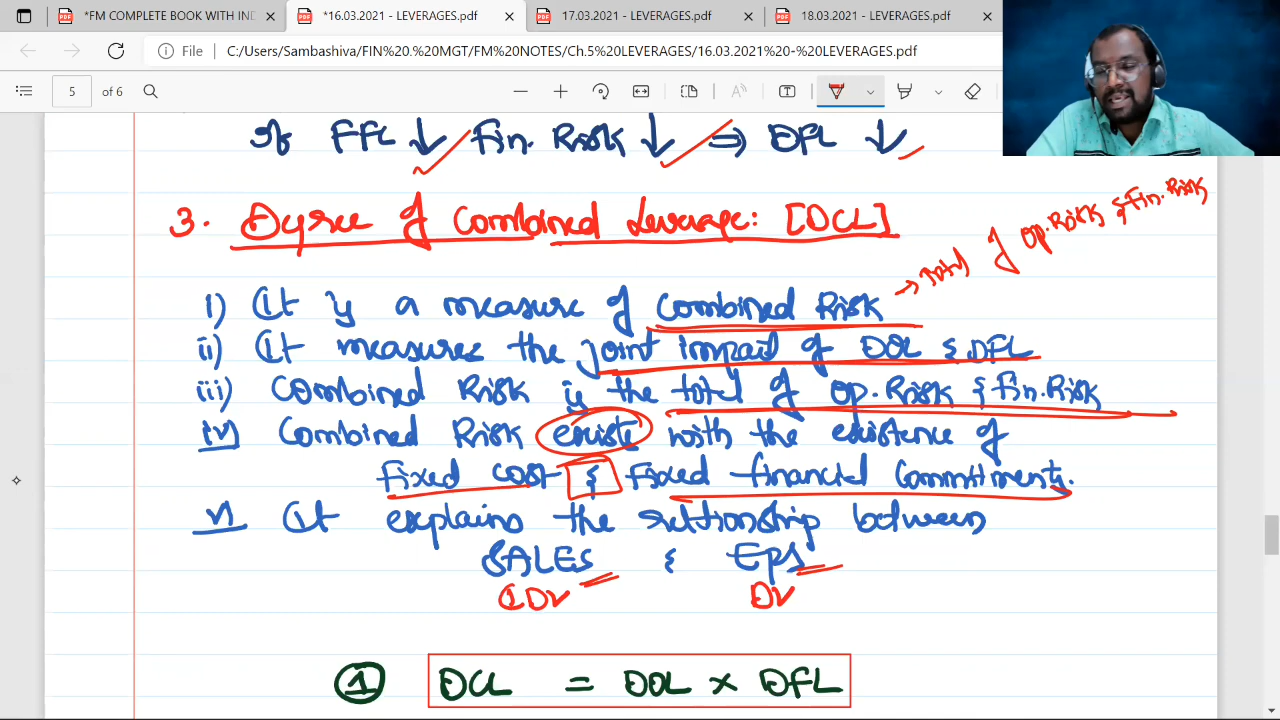 *FM COMPLETE BOOK WITH IND
*16.03.2021 - LEVERAGES.pdf
17.03.2021 - LEVERAGES.pdf
18.03.2021 - LEVERAGES.pdf
File C:/Users/Sambashiva/FIN%20.%20MGT/FM%20NOTES/Ch.5%20LEVERAGES/16.03.2021%20-%20LEVERAGES.pdf
5 of 6
If FFC ↓ Fin. Risk ↓ ⇒ DFL ↓
3. Degree of Combined Leverage: [DCL]
→ Total of Op.Risk & Fin.Risk
i) It is a measure of Combined Risk
ii) It measures the joint impact of DOL & DFL
iii) Combined Risk is the total of Op.Risk & Fin.Risk
iv) Combined Risk exists with the existence of
Fixed cost & Fixed financial Commitments.
v) It explains the reltionship between
SALES & EPS
IDV DV
1 DCL = DOL × DFL